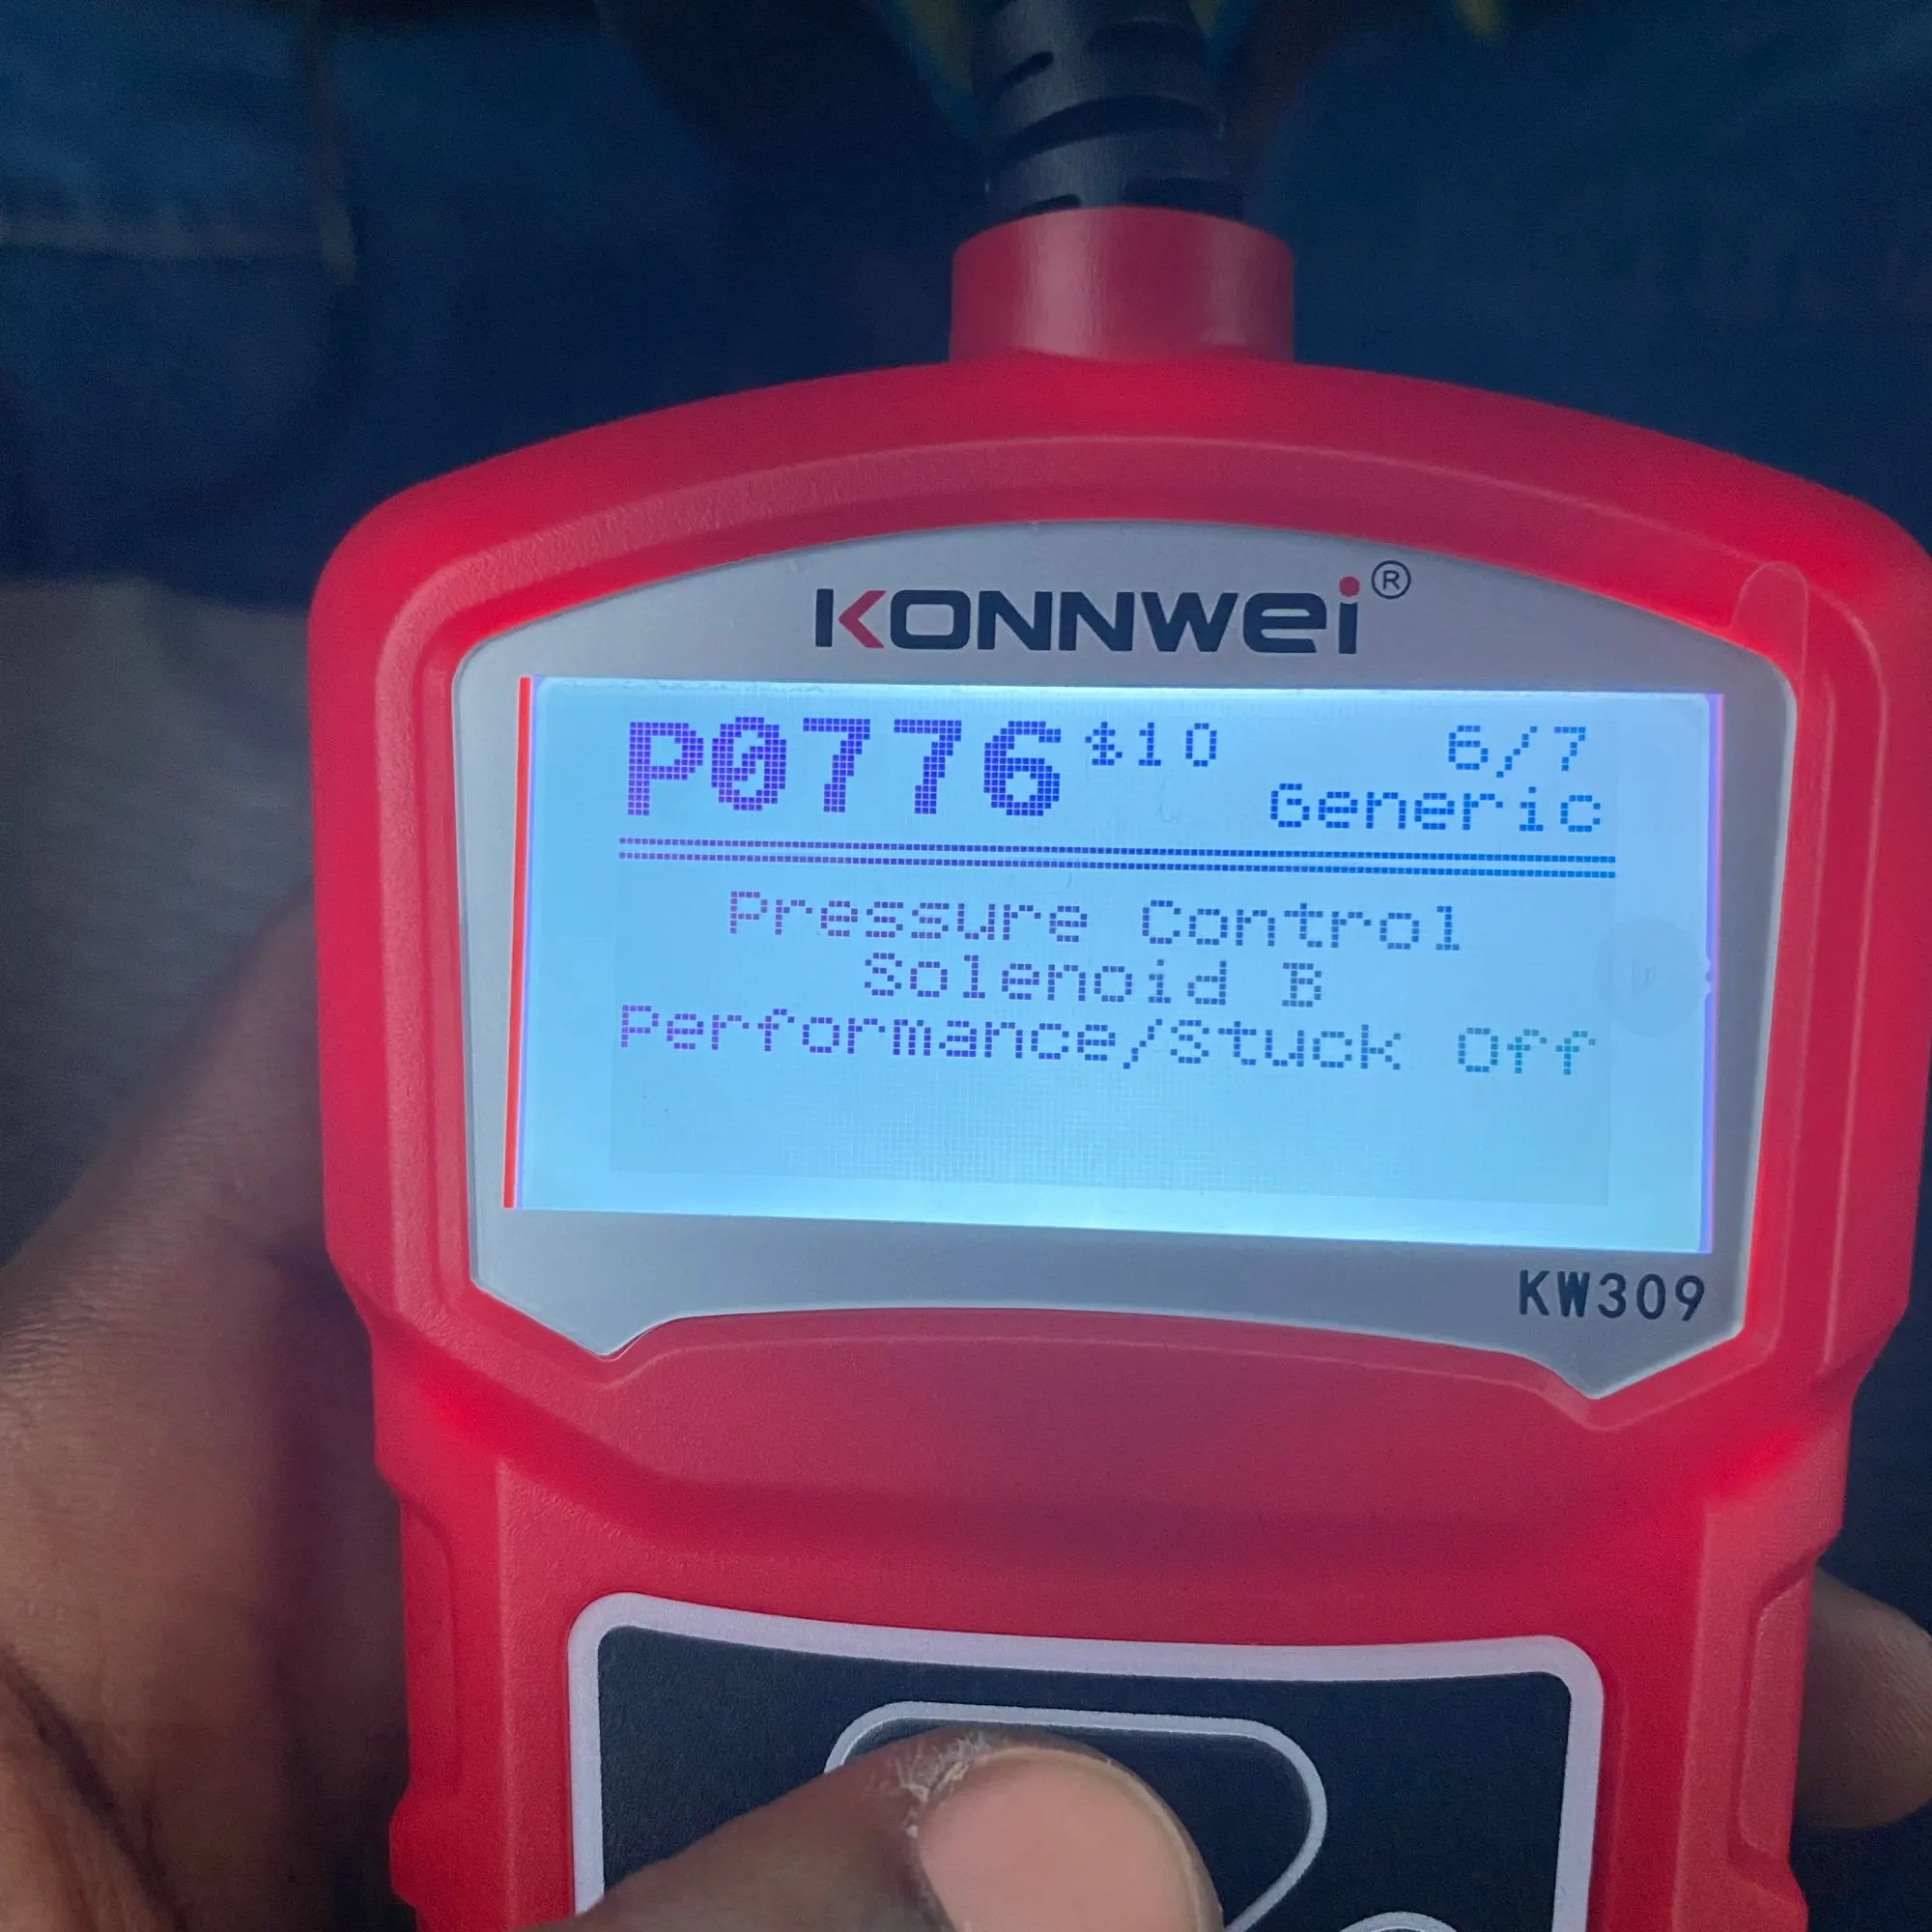 KONNWEI®
P0776 $10 6/7
Generic
Pressure Control
Solenoid B
Performance/Stuck Off
KW309